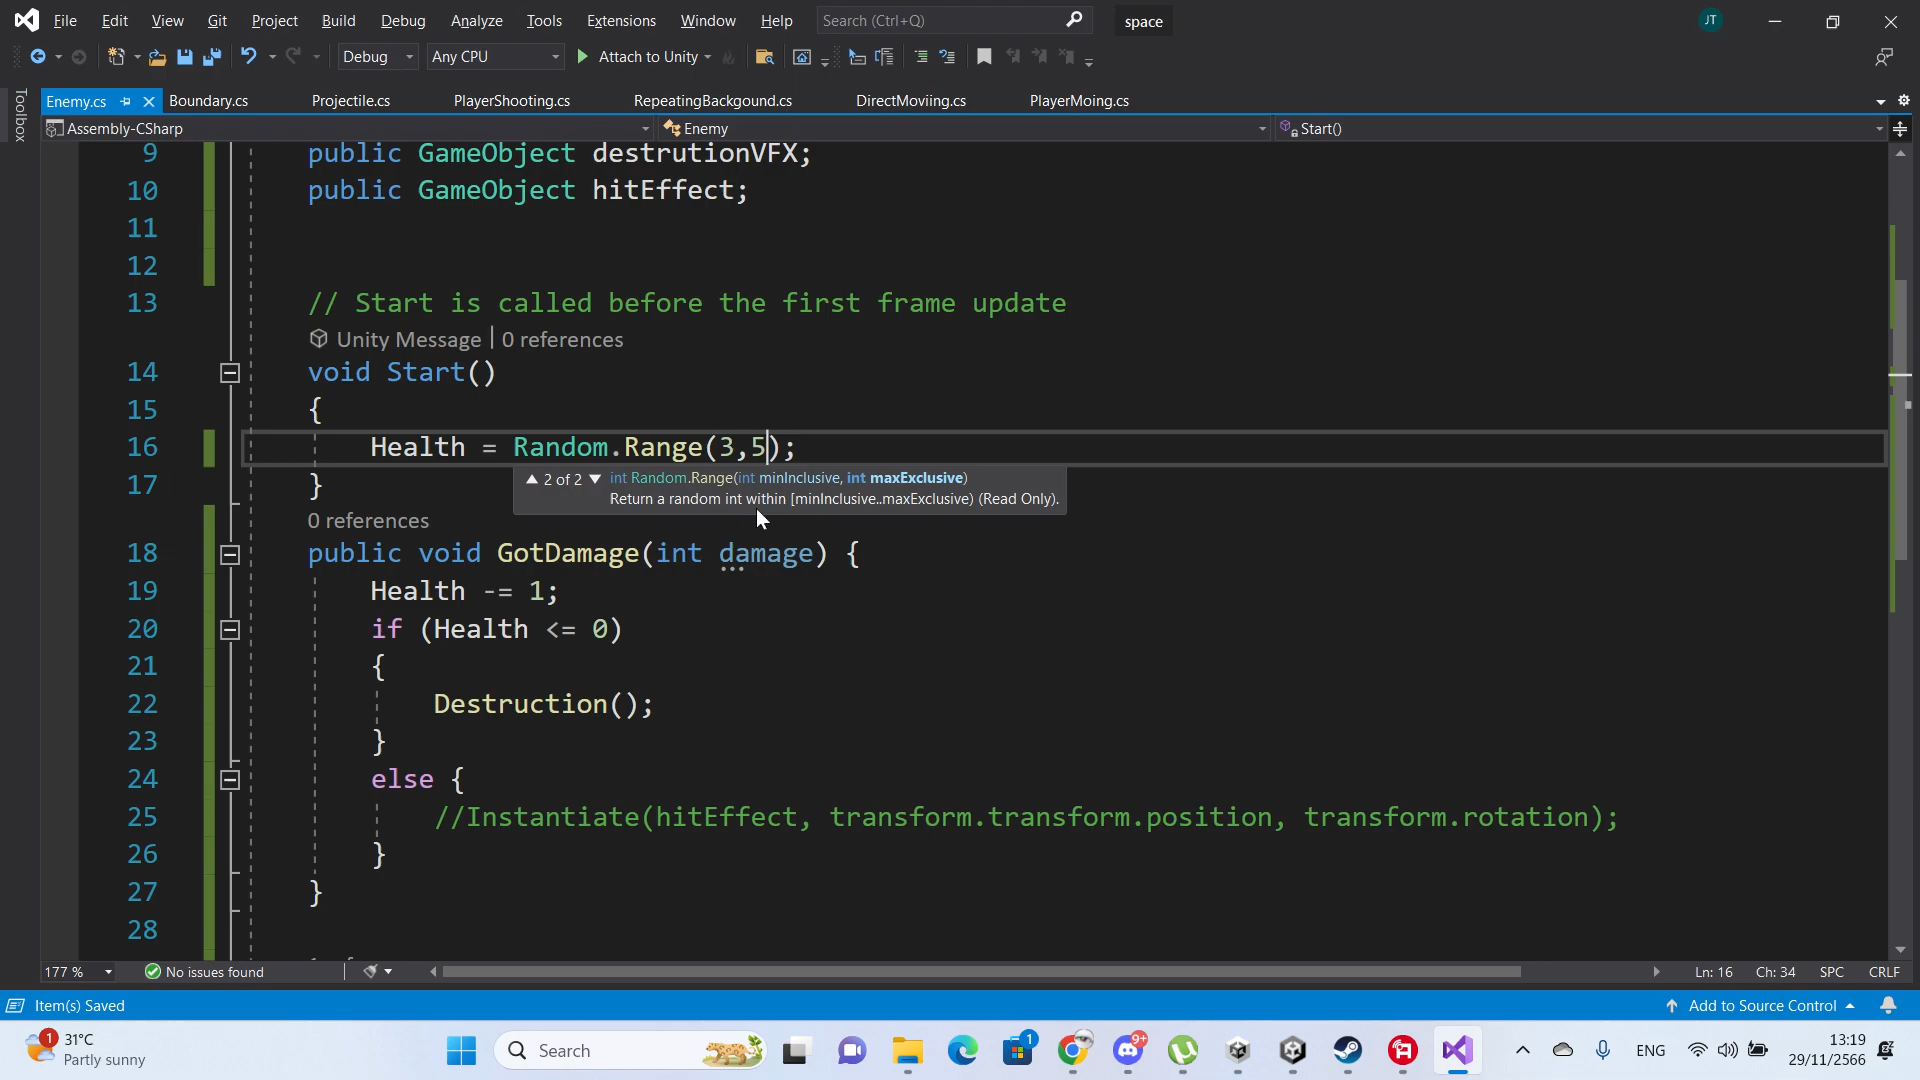 File Edit View Git Project Build Debug Analyze Tools Extensions Window Help Search (Ctrl+Q) space JT
Debug Any CPU Attach to Unity
Toolbox
Enemy.cs Boundary.cs Projectile.cs PlayerShooting.cs RepeatingBackgound.cs DirectMoviing.cs PlayerMoing.cs
Assembly-CSharp Enemy Start()
9 public GameObject destrutionVFX;
10 public GameObject hitEffect;
11
12
13 // Start is called before the first frame update
Unity Message | 0 references
14 void Start()
15 {
16 Health = Random.Range(3,5);
2 of 2 int Random.Range(int minInclusive, int maxExclusive)
Return a random int within [minInclusive..maxExclusive) (Read Only).
17 }
0 references
18 public void GotDamage(int damage) {
19 Health -= 1;
20 if (Health <= 0)
21 {
22 Destruction();
23 }
24 else {
25 //Instantiate(hitEffect, transform.transform.position, transform.rotation);
26 }
27 }
28
177 % No issues found Ln: 16 Ch: 34 SPC CRLF
Item(s) Saved Add to Source Control
1 31°C
Partly sunny
Search
1
9+
ENG
13:19
29/11/2566